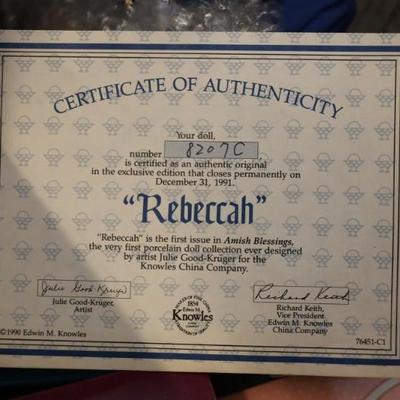 CERTIFICATE OF AUTHENTICITY
Your doll,
number 8207C,
is certified as an authentic original
in the exclusive edition that closes permanently on
December 31, 1991.
"Rebeccah"
"Rebeccah" is the first issue in Amish Blessings,
the very first porcelain doll collection ever designed
by artist Julie Good-Krüger for the
Knowles China Company.
Julie Good-Krüger
Julie Good-Krüger,
Artist
1854
Edwin M.
Knowles
Richard Keith
Richard Keith,
Vice President
Edwin M. Knowles
China Company
©1990 Edwin M. Knowles
76451-C1